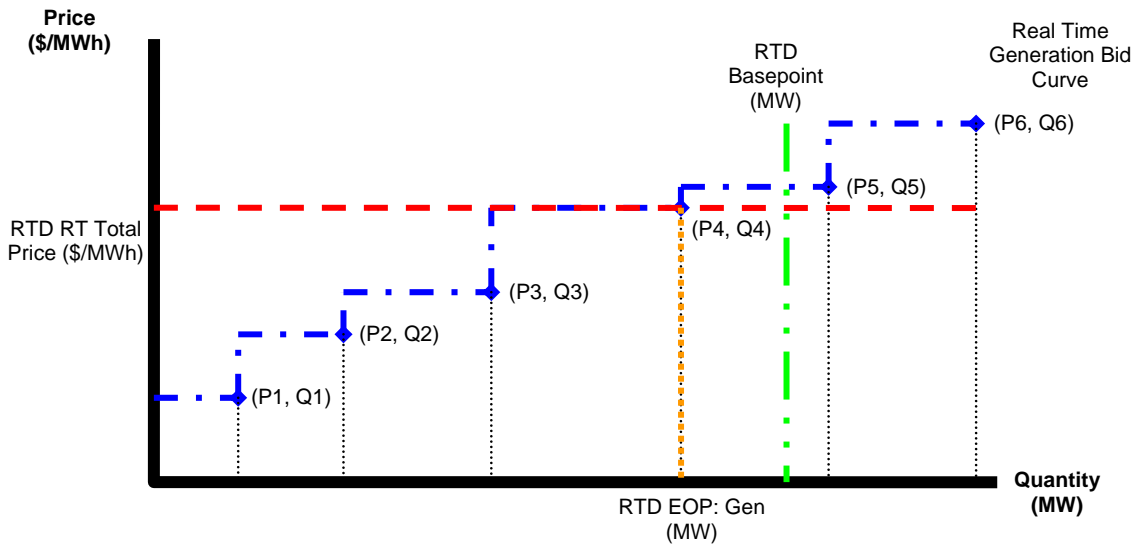 Price
($/MWh)
RTD
Basepoint
(MW)
Real Time
Generation Bid
Curve
(P6, Q6)
(P5, Q5)
RTD RT Total
Price ($/MWh)
(P4, Q4)
(P3, Q3)
(P2, Q2)
(P1, Q1)
Quantity
(MW)
RTD EOP: Gen
(MW)